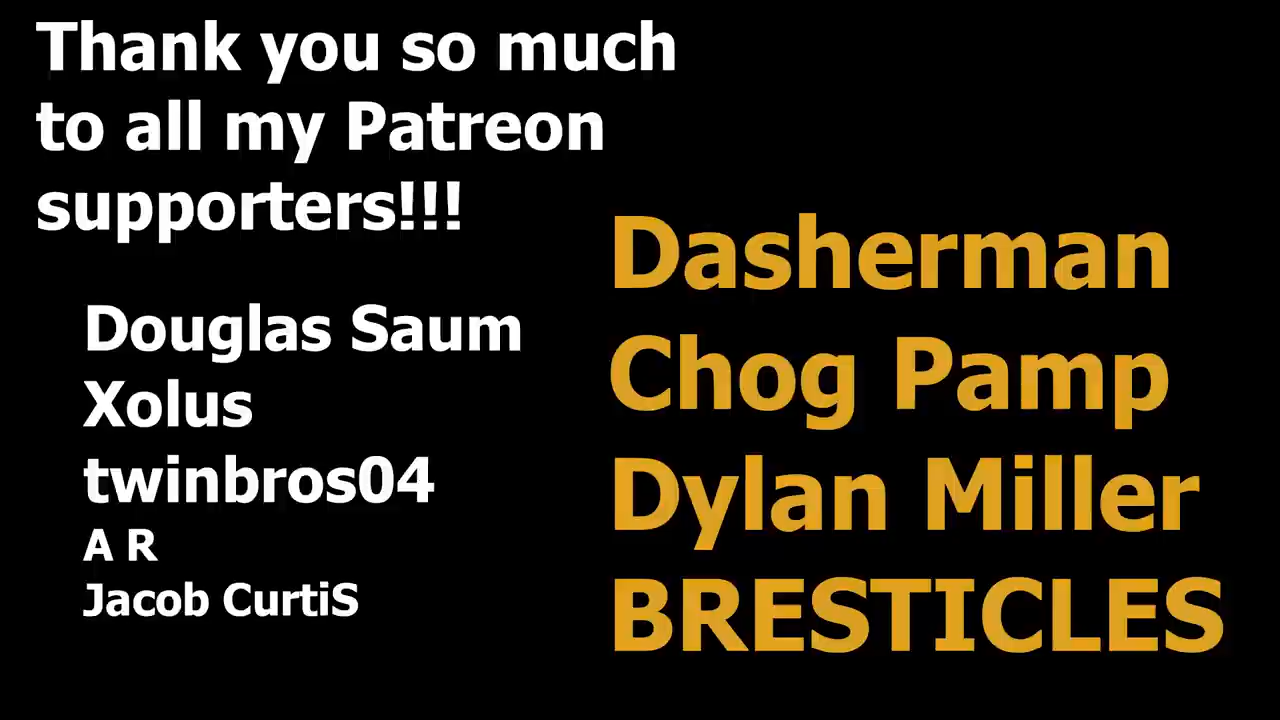 Thank you so much
to all my Patreon
supporters!!!
Douglas Saum
Xolus
twinbros04
A R
Jacob CurtiS
Dasherman
Chog Pamp
Dylan Miller
BRESTICLES